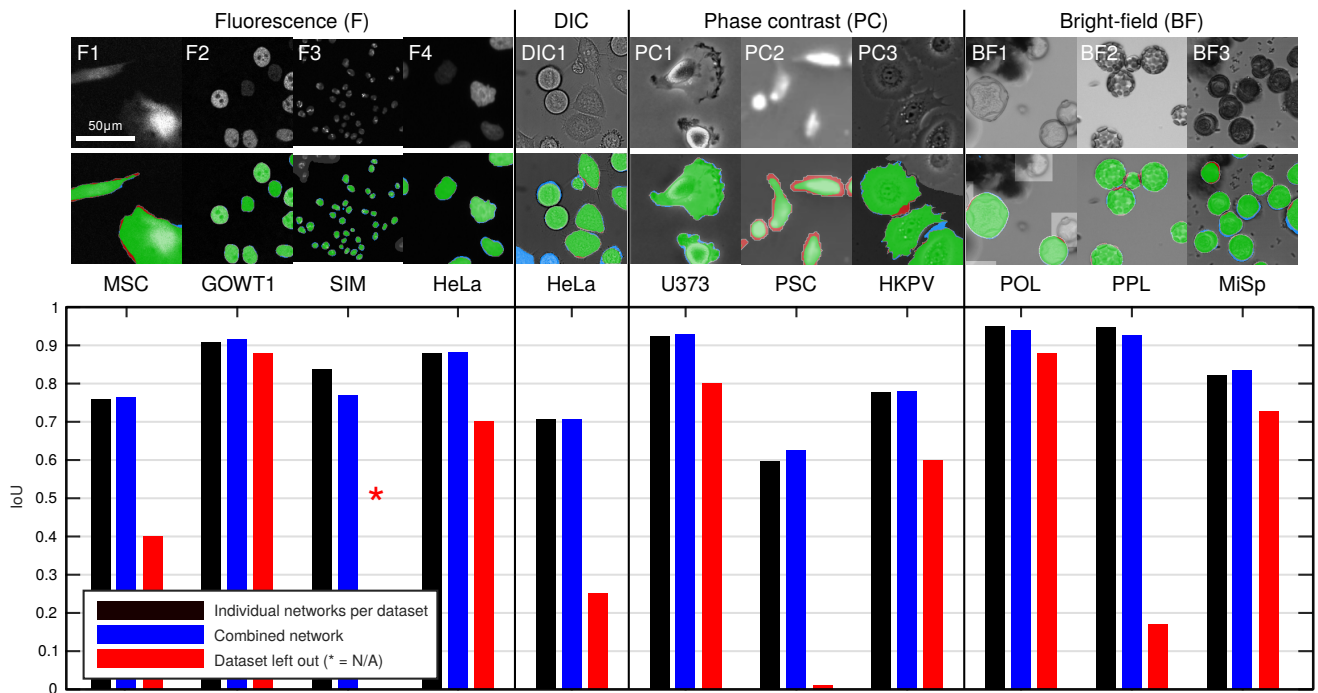 Fluorescence (F) DIC Phase contrast (PC) Bright-field (BF)
F1 F2 F3 F4 DIC1 PC1 PC2 PC3 BF1 BF2 BF3
50µm
MSC GOWT1 SIM HeLa HeLa U373 PSC HKPV POL PPL MiSp
1
0.9
0.8
0.7
0.6
0.5
0.4
0.3
0.2
0.1
0
IoU
*
Individual networks per dataset
Combined network
Dataset left out (* = N/A)